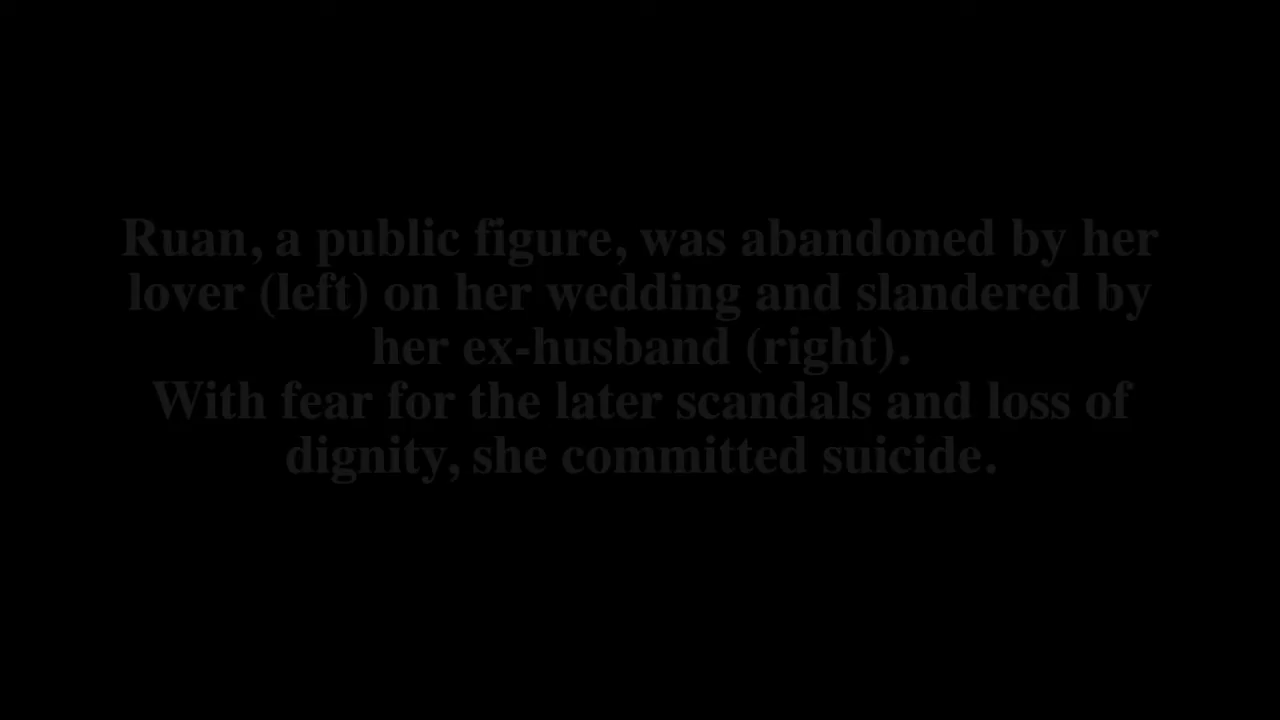 Ruan, a public figure, was abandoned by her
lover (left) on her wedding and slandered by
her ex-husband (right).
With fear for the later scandals and loss of
dignity, she committed suicide.